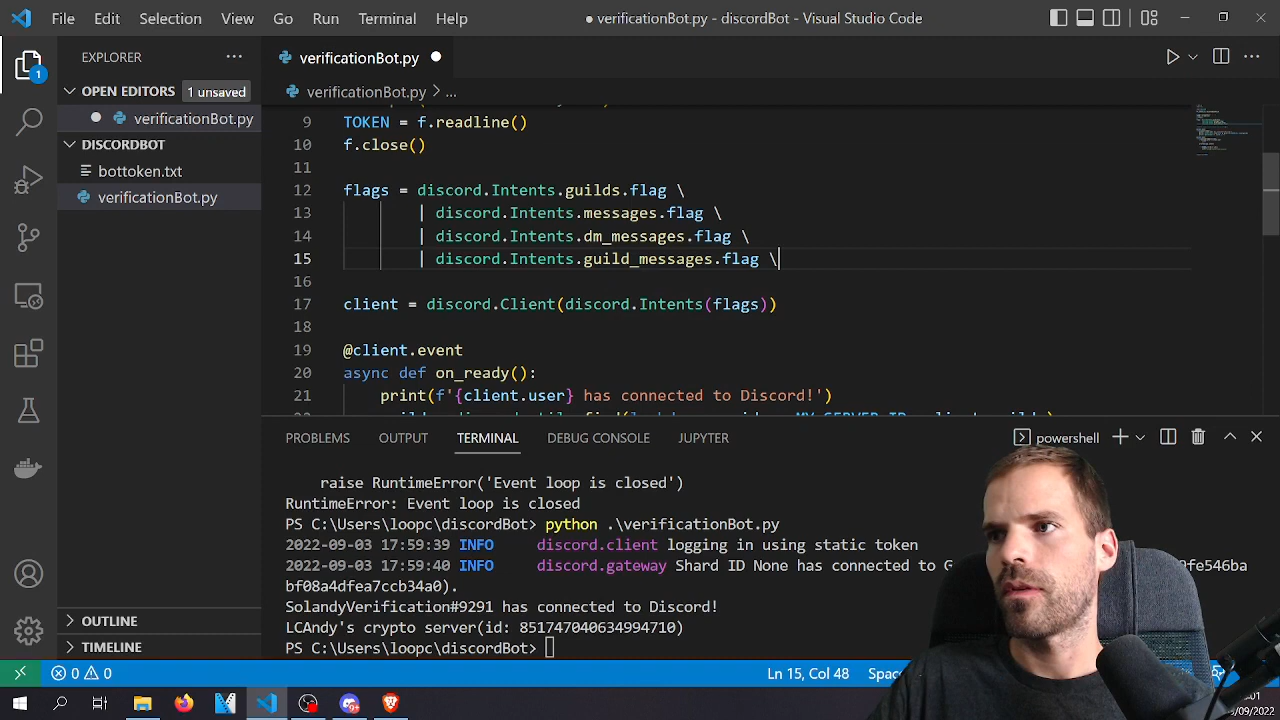 File Edit Selection View Go Run Terminal Help ● verificationBot.py - discordBot - Visual Studio Code
EXPLORER ...
verificationBot.py ●
OPEN EDITORS 1 unsaved
verificationBot.py > ...
● verificationBot.py
DISCORDBOT
bottoken.txt
verificationBot.py
9 TOKEN = f.readline()
10 f.close()
11
12 flags = discord.Intents.guilds.flag \
13 | discord.Intents.messages.flag \
14 | discord.Intents.dm_messages.flag \
15 | discord.Intents.guild_messages.flag \
16
17 client = discord.Client(discord.Intents(flags))
18
19 @client.event
20 async def on_ready():
21 print(f'{client.user} has connected to Discord!')
PROBLEMS OUTPUT TERMINAL DEBUG CONSOLE JUPYTER powershell
raise RuntimeError('Event loop is closed')
RuntimeError: Event loop is closed
PS C:\Users\loopc\discordBot> python .\verificationBot.py
2022-09-03 17:59:39 INFO discord.client logging in using static token
2022-09-03 17:59:40 INFO discord.gateway Shard ID None has connected to
bf08a4dfea7ccb34a0).
SolandyVerification#9291 has connected to Discord!
LCAndy's crypto server(id: 851747040634994710)
PS C:\Users\loopc\discordBot>
OUTLINE
TIMELINE
0 0 Ln 15, Col 48
1